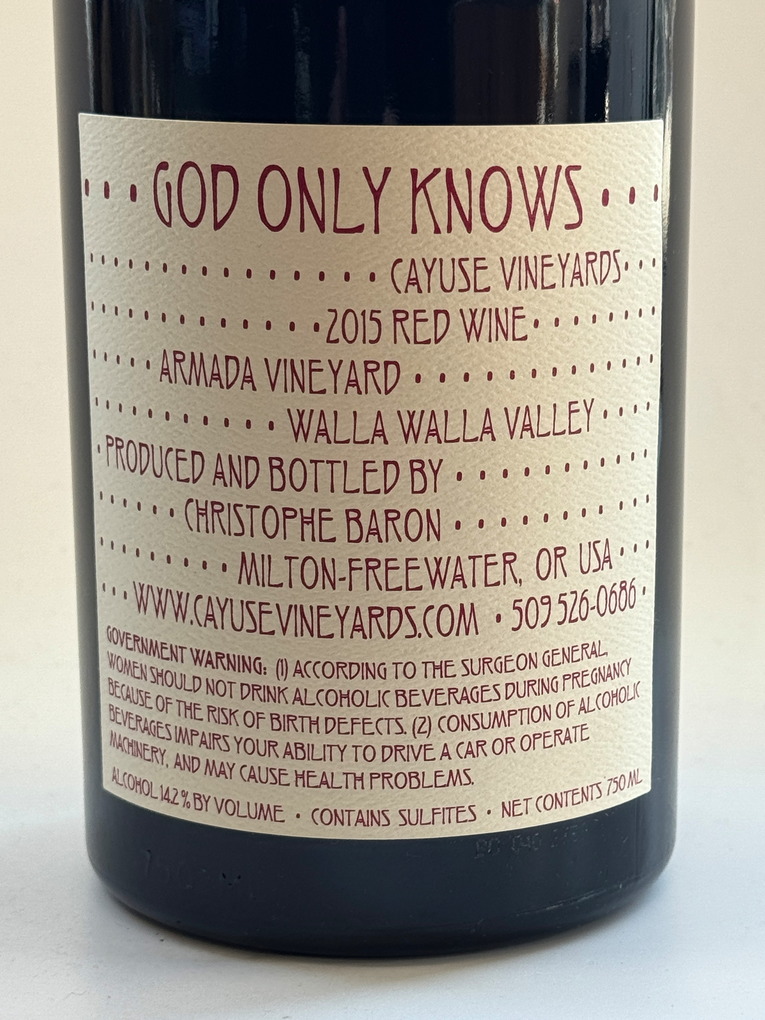 • • • GOD ONLY KNOWS • • •
• • • • • • • • • • • • • • CAYUSE VINEYARDS • • •
• • • • • • • • • • • • 2015 RED WINE • • • • • • •
• • • • • ARMADA VINEYARD • • • • • • • • • • • •
• • • • • • • • • • • WALLA WALLA VALLEY • • • •
• PRODUCED AND BOTTLED BY • • • • • • • • • •
• • • • • • CHRISTOPHE BARON • • • • • • • • • •
• • • • • • • • MILTON-FREEWATER, OR USA • • •
• • • WWW.CAYUSEVINEYARDS.COM • 509 526-0686 •
GOVERNMENT WARNING: (1) ACCORDING TO THE SURGEON GENERAL,
WOMEN SHOULD NOT DRINK ALCOHOLIC BEVERAGES DURING PREGNANCY
BECAUSE OF THE RISK OF BIRTH DEFECTS. (2) CONSUMPTION OF ALCOHOLIC
BEVERAGES IMPAIRS YOUR ABILITY TO DRIVE A CAR OR OPERATE
MACHINERY, AND MAY CAUSE HEALTH PROBLEMS.
ALCOHOL 14.2 % BY VOLUME • CONTAINS SULFITES • NET CONTENTS 750 ML